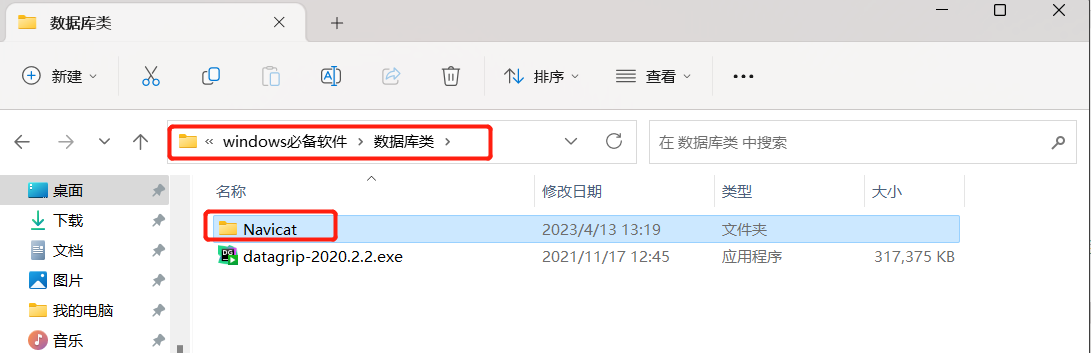 数据库类
新建
排序
查看
« windows必备软件 > 数据库类 >
在 数据库类 中搜索
名称 修改日期 类型 大小
桌面
下载
文档
图片
我的电脑
音乐
Navicat 2023/4/13 13:19 文件夹
datagrip-2020.2.2.exe 2021/11/17 12:45 应用程序 317,375 KB